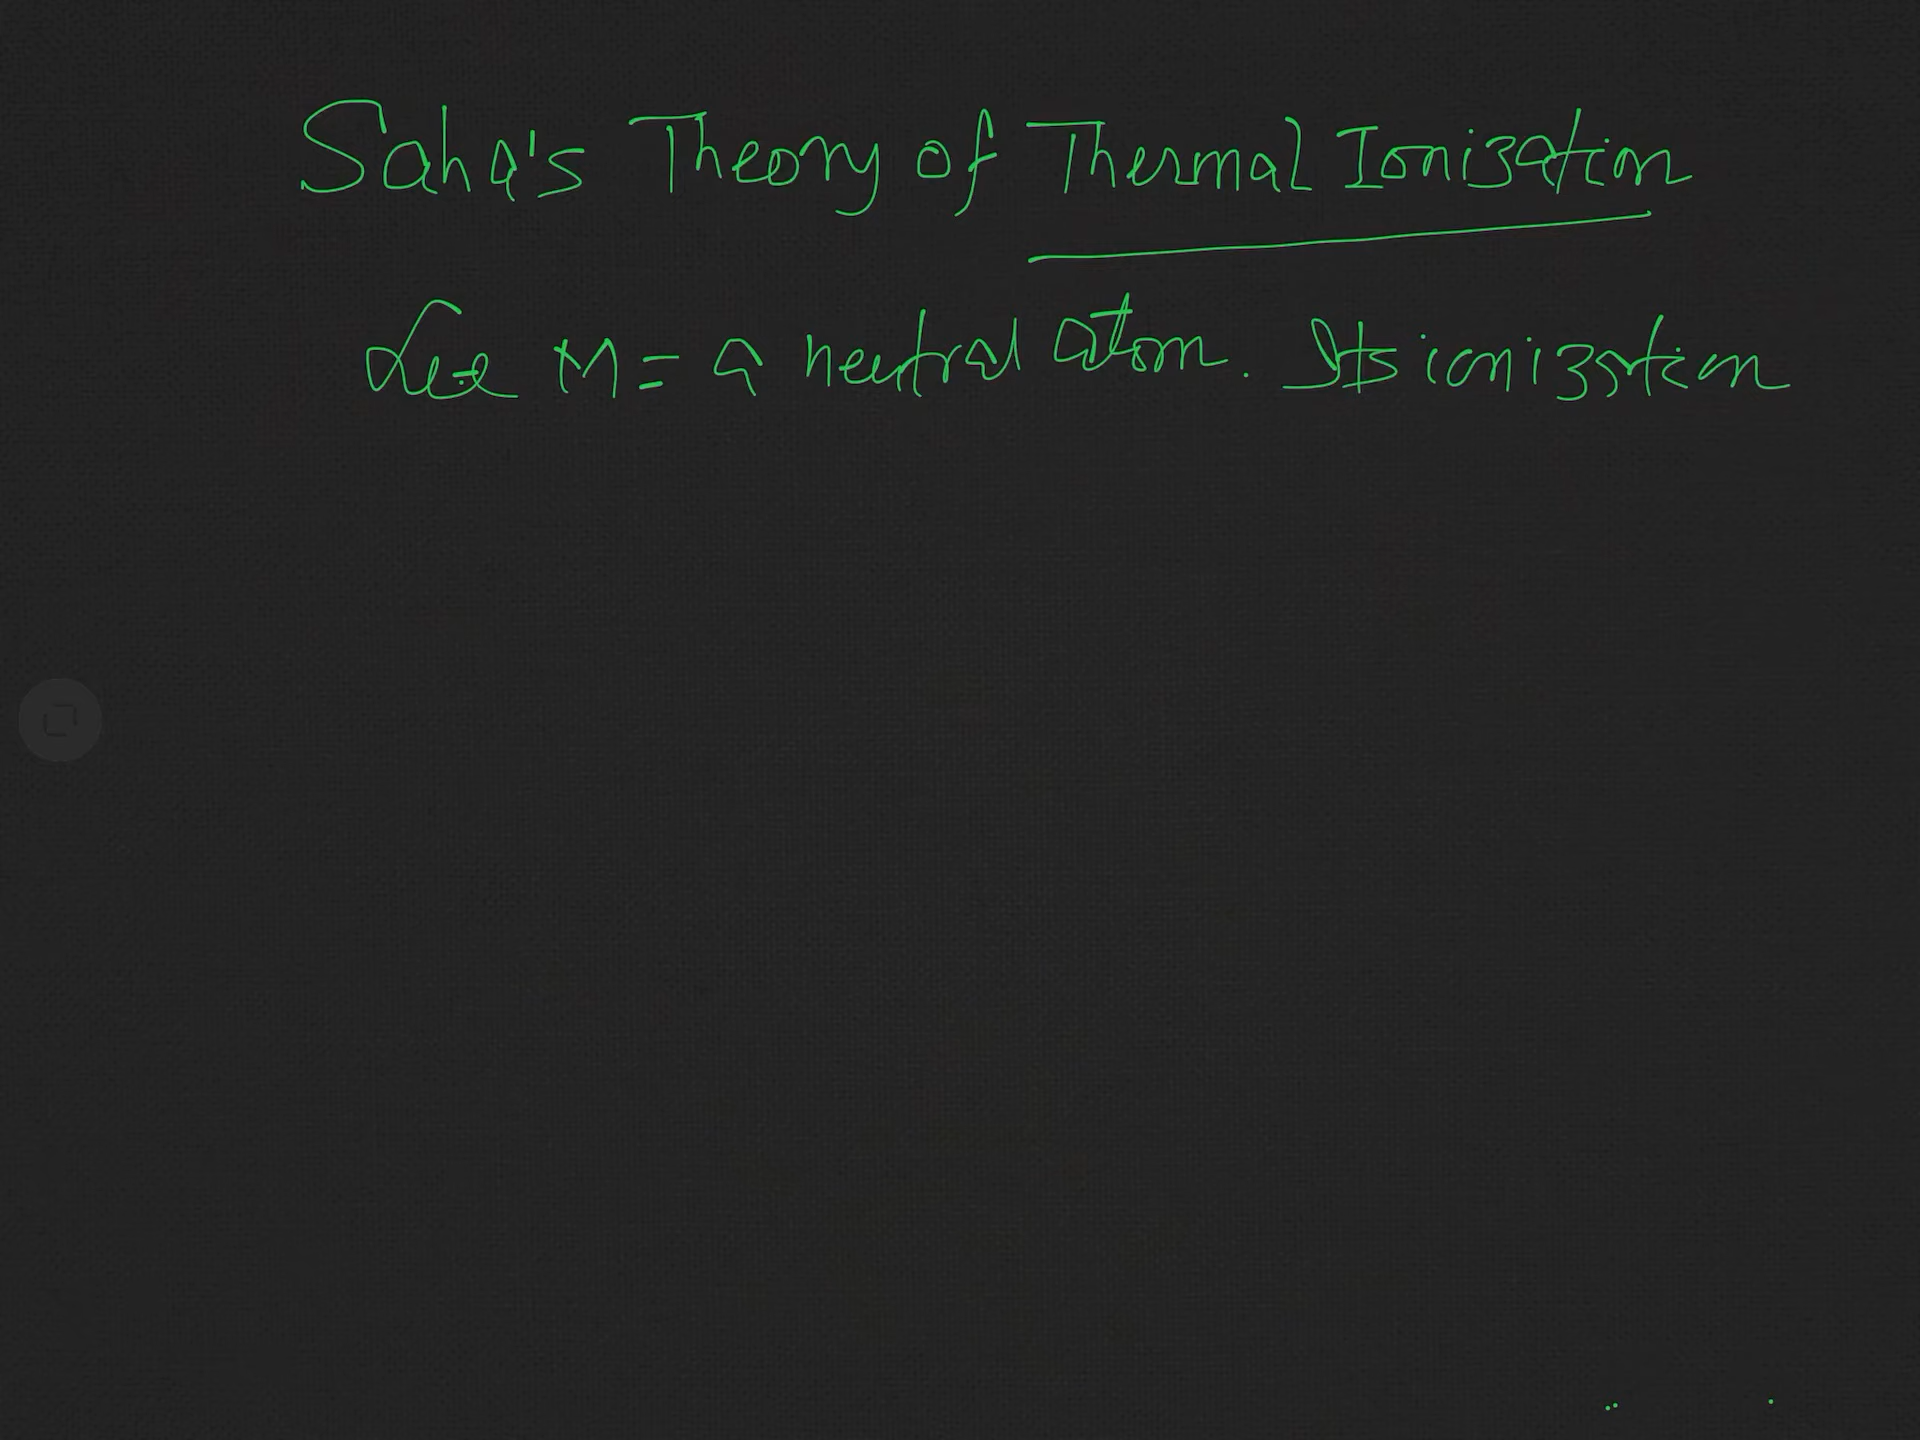 Saha's Theory of Thermal Ionization
Let M = a neutral atom. Its ionization